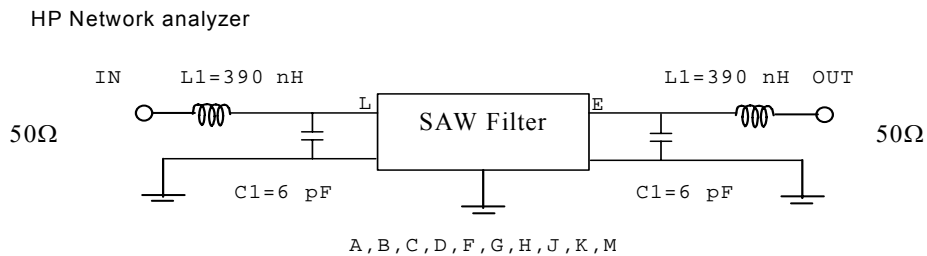 HP Network analyzer
IN L1=390 nH L1=390 nH OUT
L E
50Ω SAW Filter 50Ω
C1=6 pF C1=6 pF
A,B,C,D,F,G,H,J,K,M